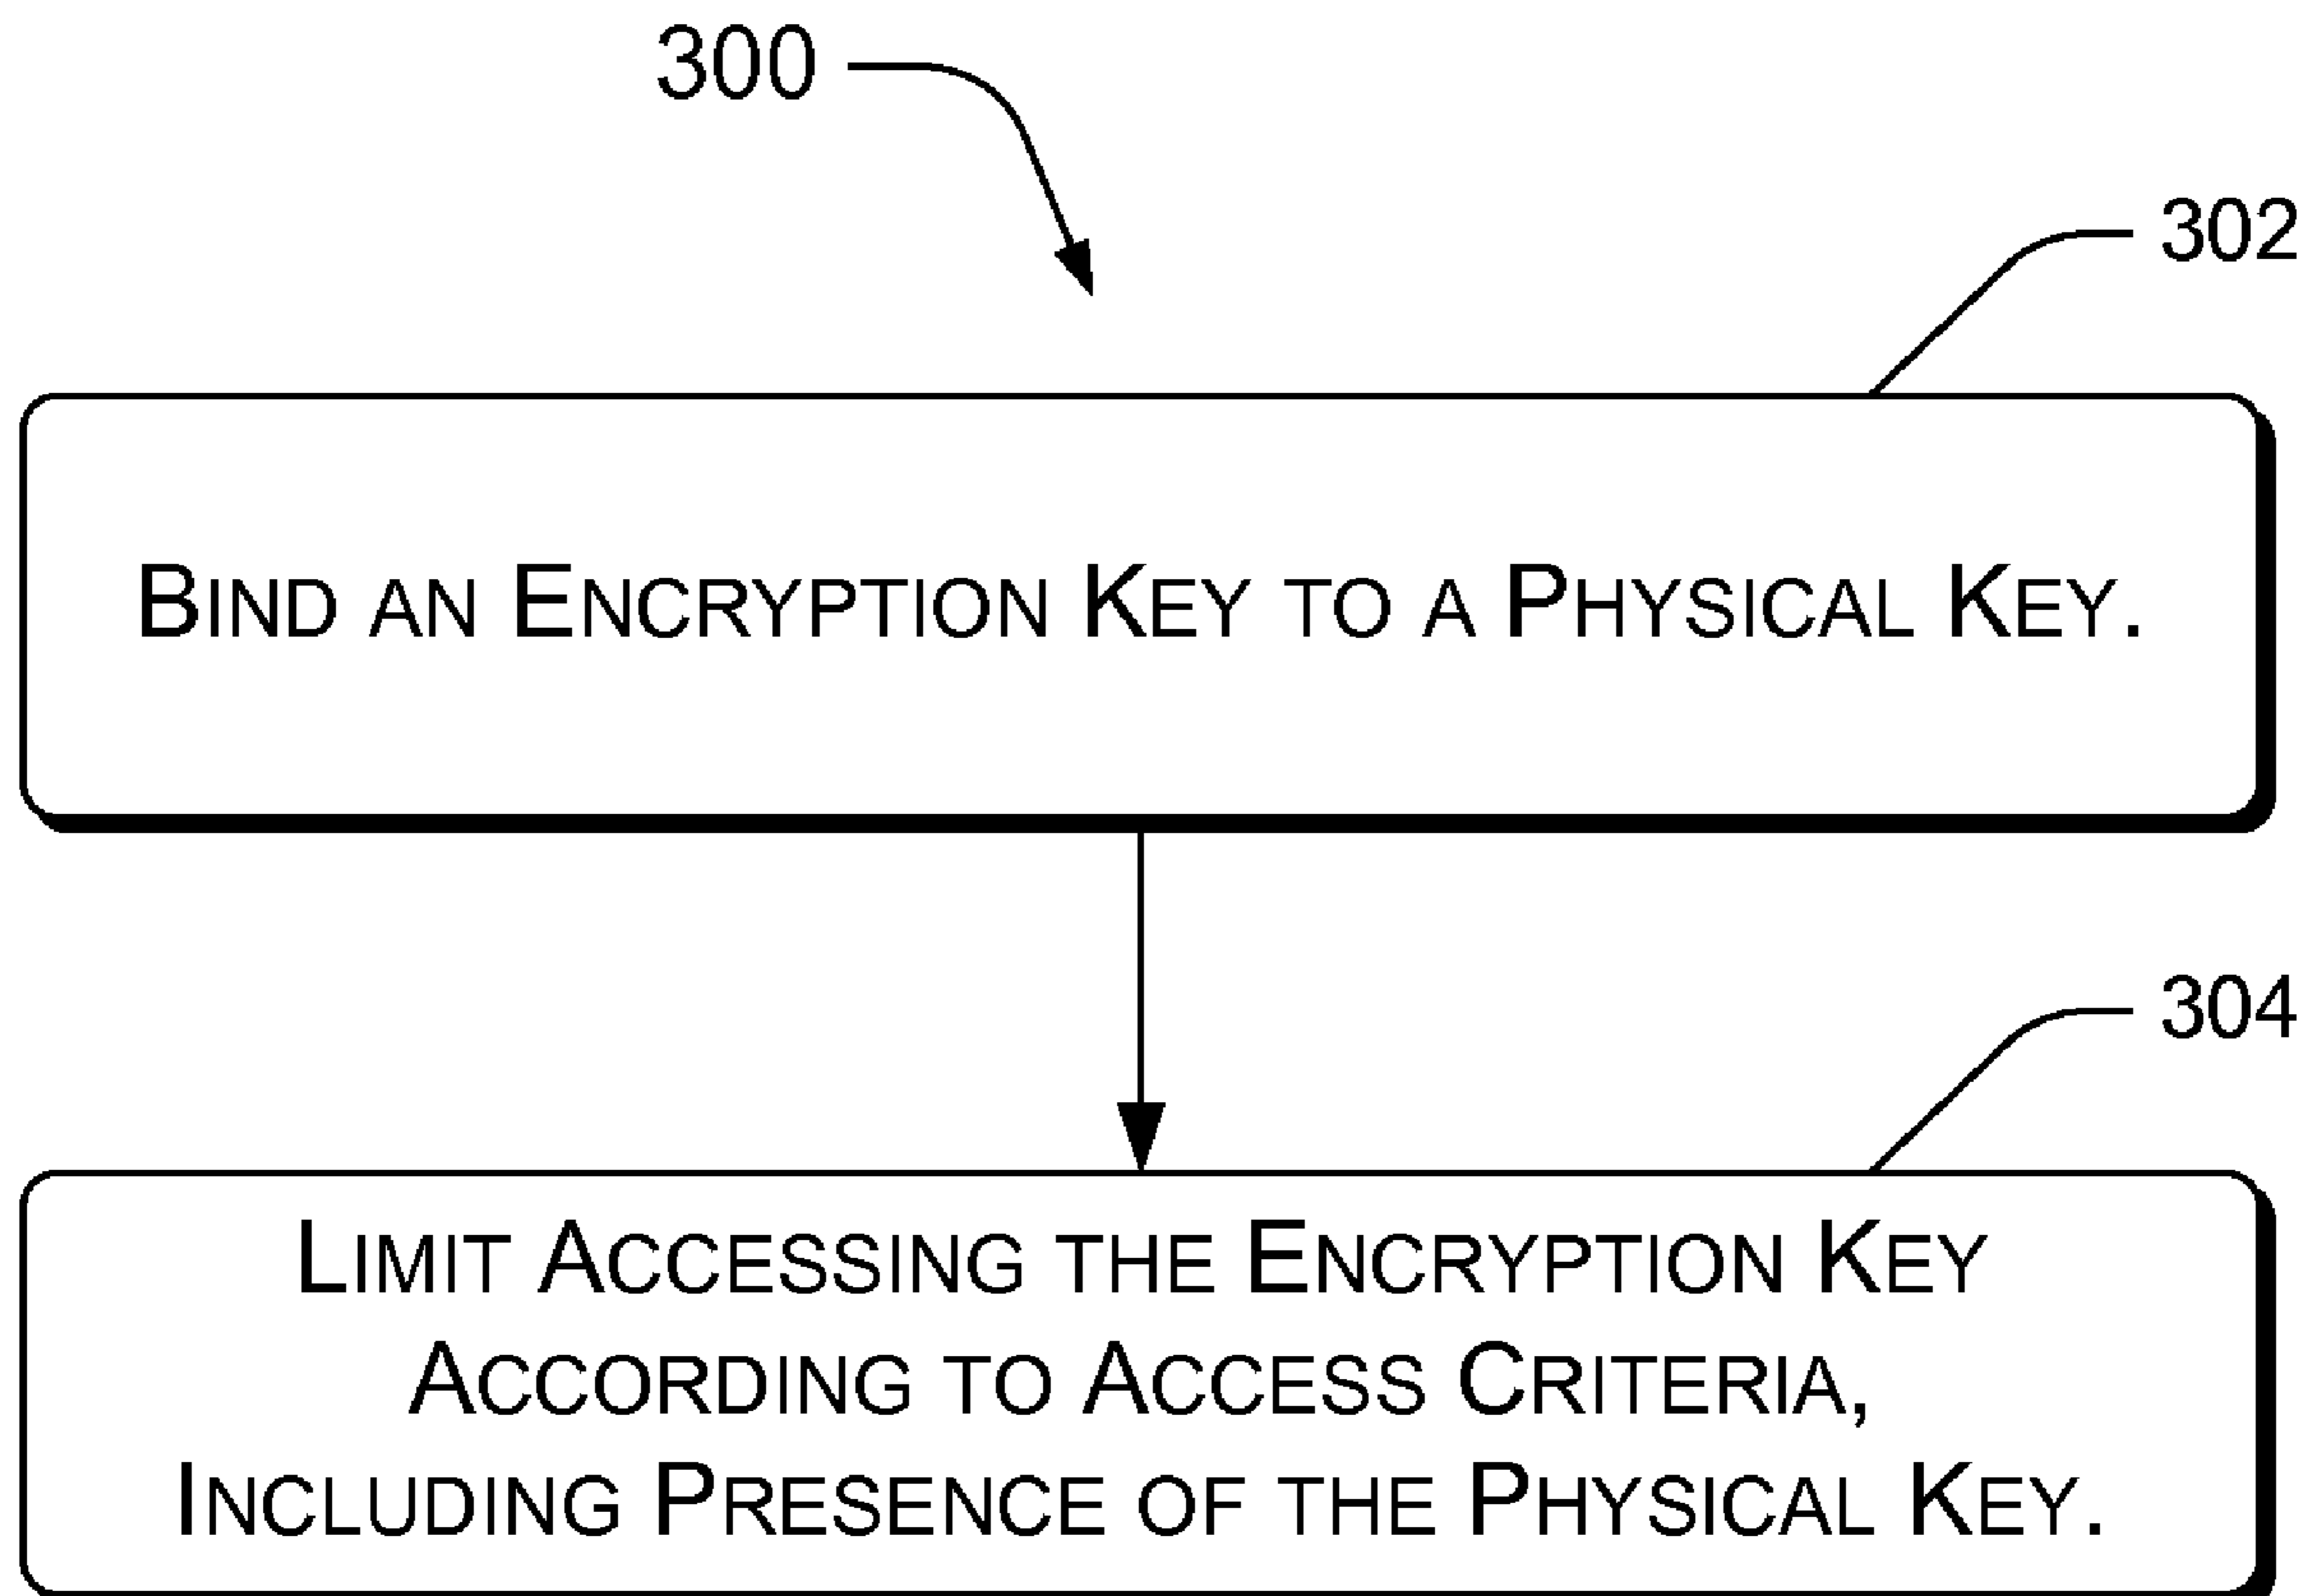 300
302
BIND AN ENCRYPTION KEY TO A PHYSICAL KEY.
304
LIMIT ACCESSING THE ENCRYPTION KEY
ACCORDING TO ACCESS CRITERIA,
INCLUDING PRESENCE OF THE PHYSICAL KEY.